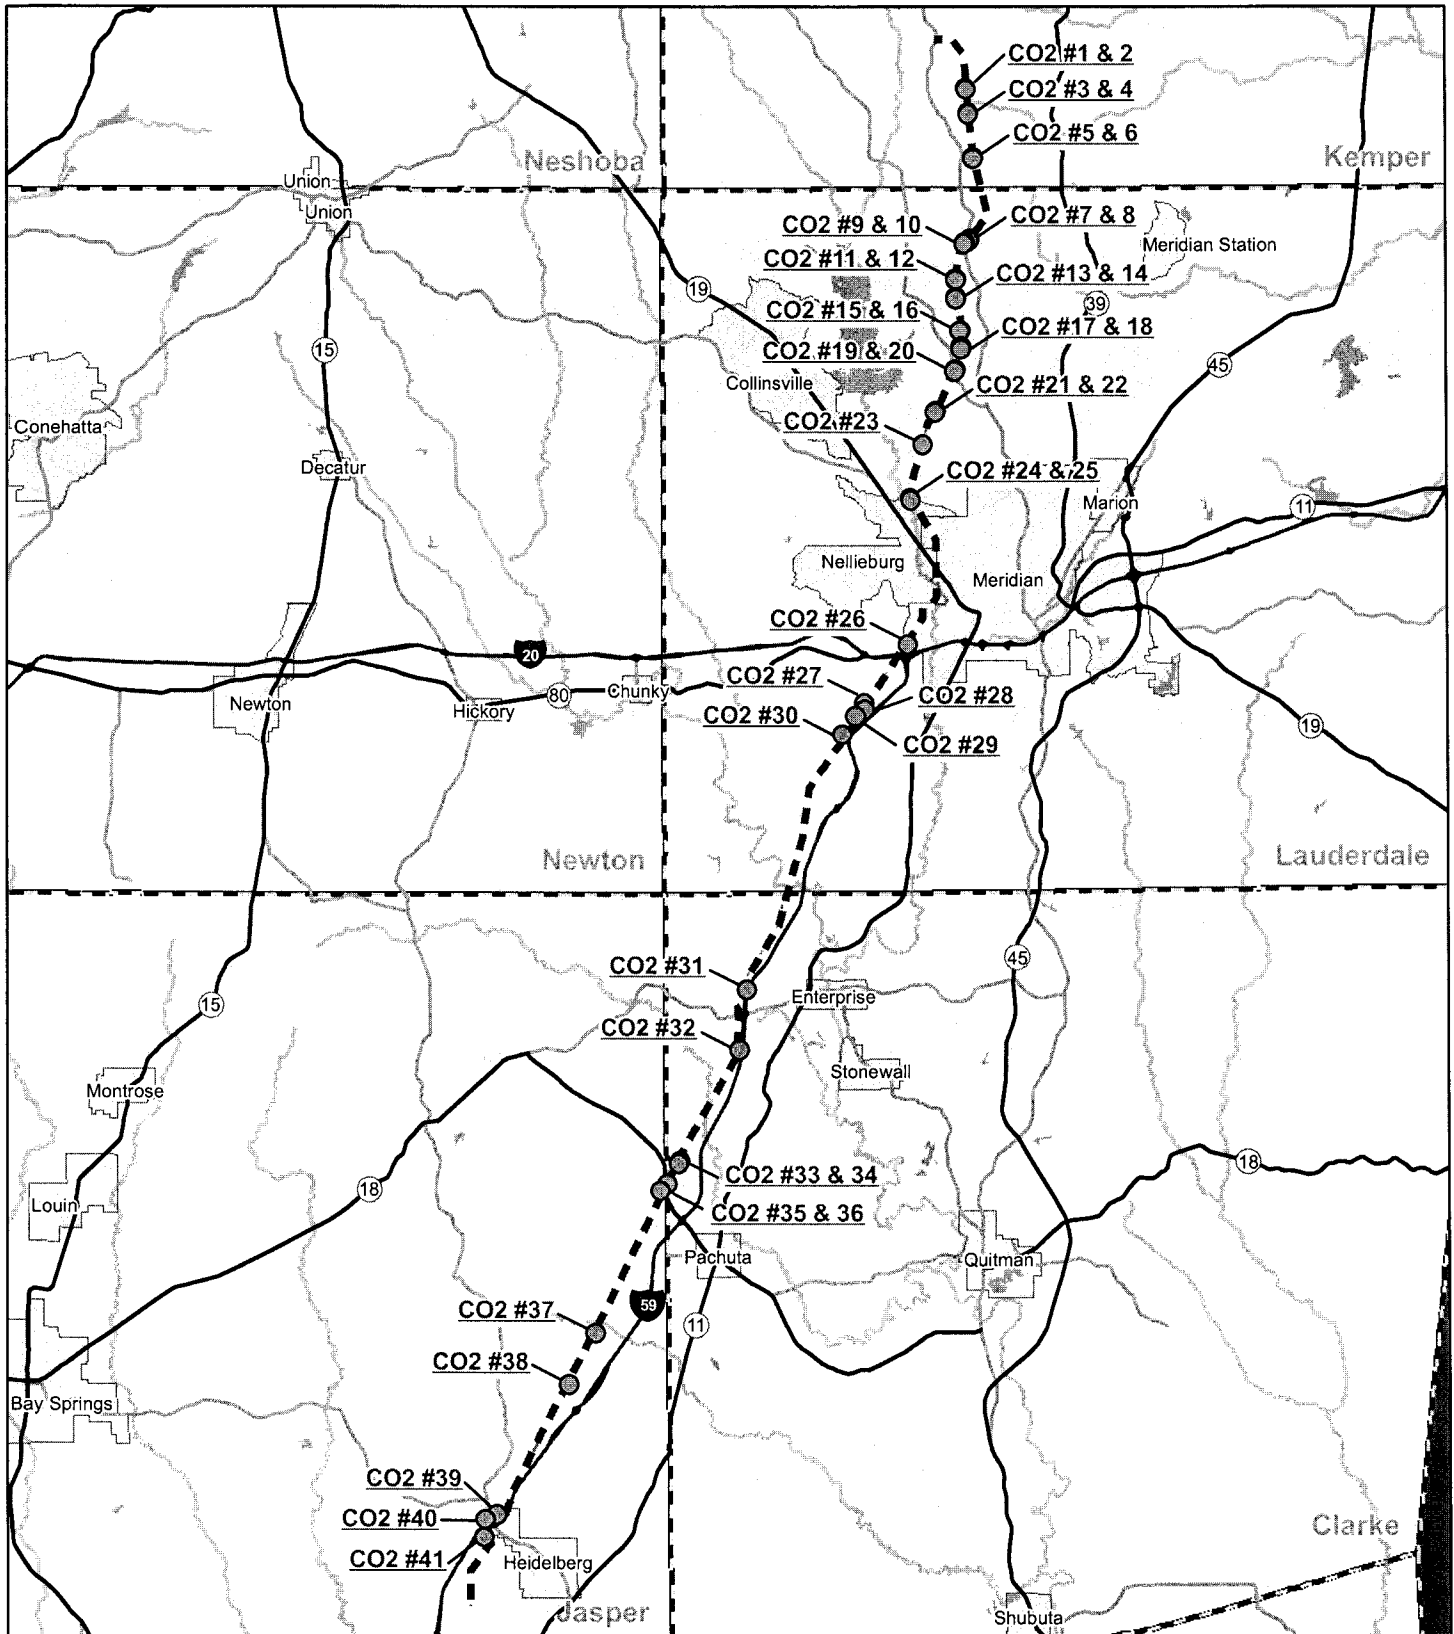 CO2 #1 & 2
CO2 #3 & 4
CO2 #5 & 6
Neshoba
Kemper
Union
Union
CO2 #7 & 8
CO2 #9 & 10
Meridian Station
CO2 #11 & 12
CO2 #13 & 14
19
39
CO2 #15 & 16
CO2 #17 & 18
15
CO2 #19 & 20
45
Collinsville
CO2 #21 & 22
CO2 #23
Conehatta
Decatur
CO2 #24 & 25
Marion
11
Nellieburg
Meridian
CO2 #26
20
CO2 #27
Chunky
80
CO2 #28
Newton
Hickory
CO2 #30
19
CO2 #29
Newton
Lauderdale
45
CO2 #31
Enterprise
15
CO2 #32
Stonewall
Montrose
18
CO2 #33 & 34
18
Louin
CO2 #35 & 36
Pachuta
Quitman
59
CO2 #37
11
CO2 #38
Bay Springs
CO2 #39
CO2 #40
Clarke
CO2 #41
Heidelberg
Jasper
Shubuta